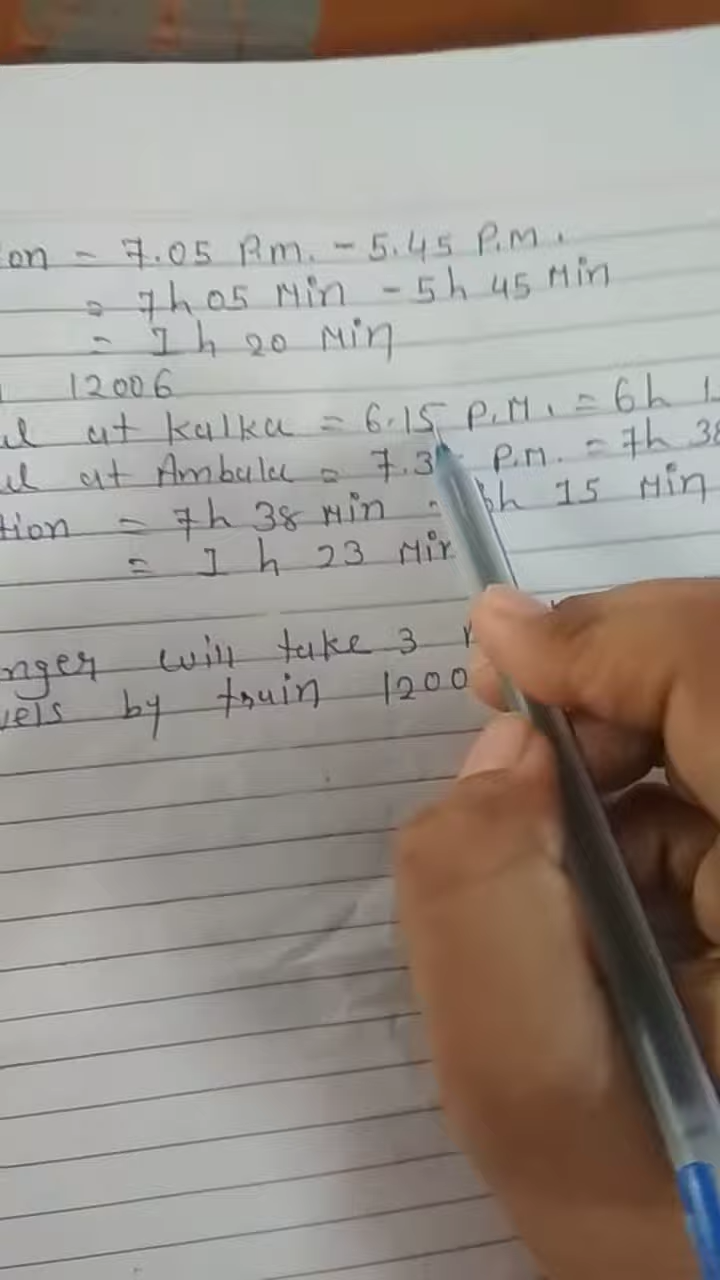 on = 7.05 P.m. - 5.45 P.M.
= 7h 05 Min - 5h 45 Min
= 1 h 20 Min
12006
at Kalka = 6.15 P.M. = 6h 1
at Ambala = 7.3 P.M. = 7h 38
tion = 7h 38 Min - 6h 15 Min
= 1 h 23 Min
nger will take 3
vels by train 1200